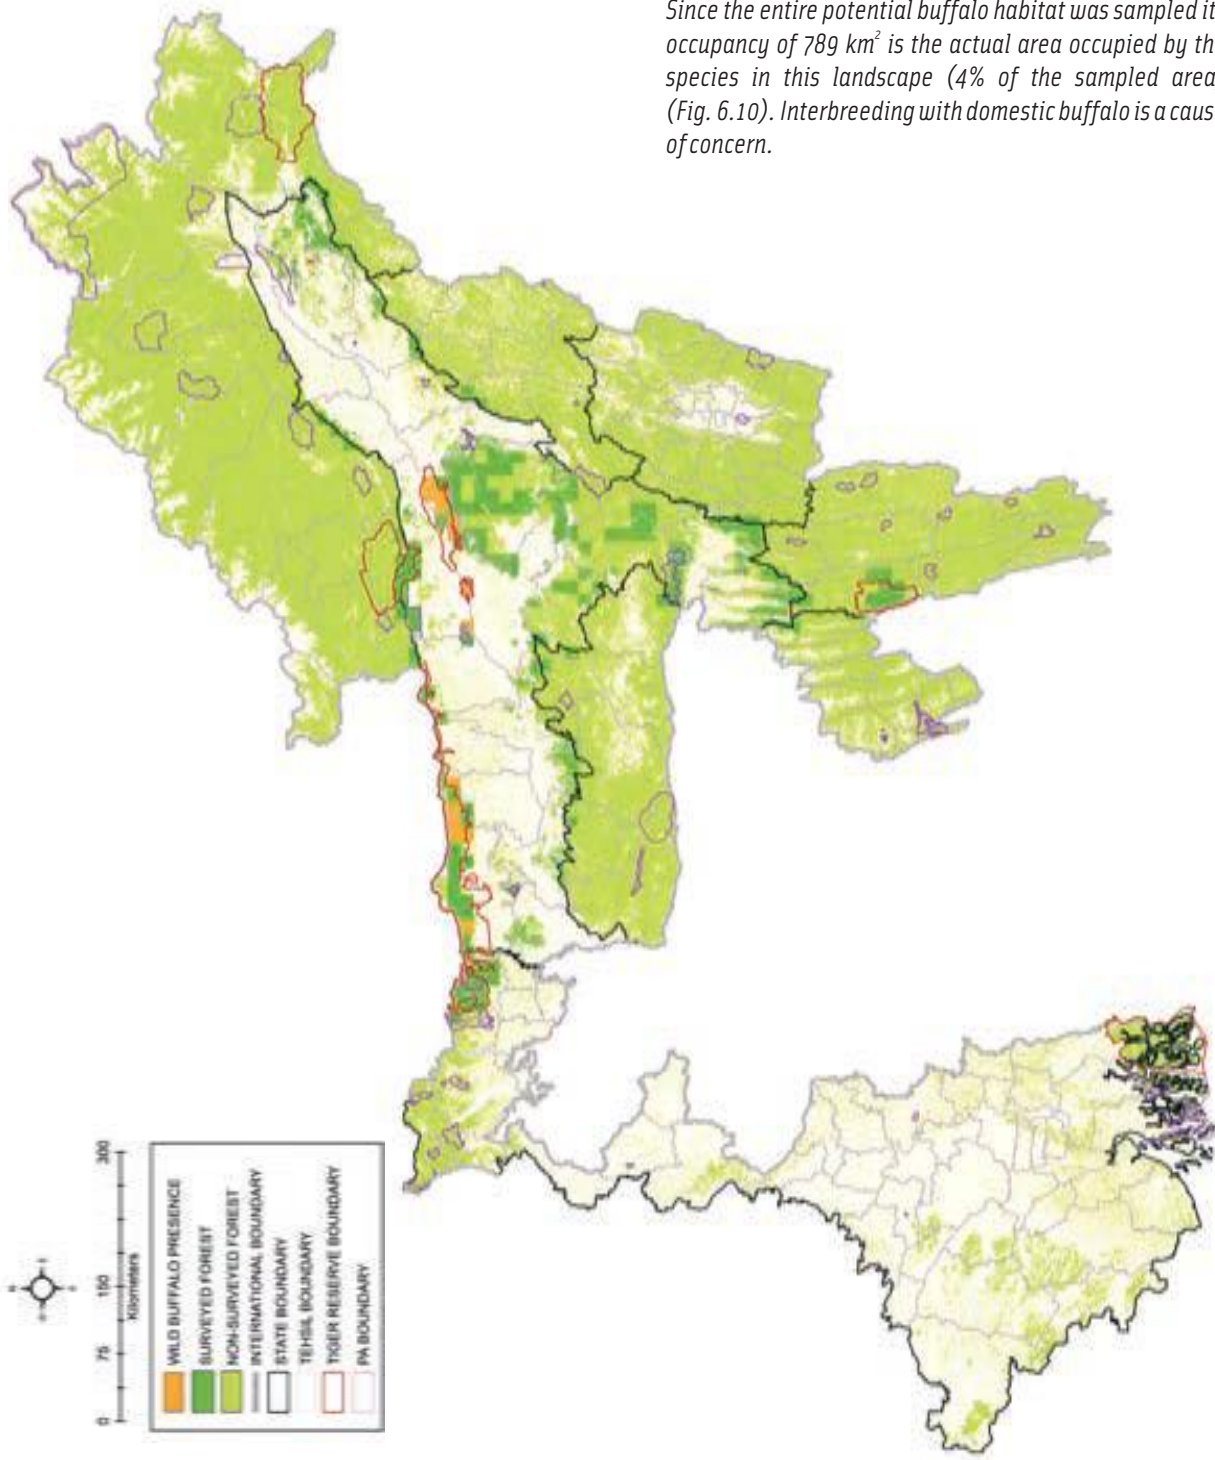 Since the entire potential buffalo habitat was sampled it
occupancy of 789 km² is the actual area occupied by th
species in this landscape (4% of the sampled area
(Fig. 6.10). Interbreeding with domestic buffalo is a caus
of concern.
0 75 150 300
Kilometers
WILD BUFFALO PRESENCE
SURVEYED FOREST
NON-SURVEYED FOREST
INTERNATIONAL BOUNDARY
STATE BOUNDARY
TEHSIL BOUNDARY
TIGER RESERVE BOUNDARY
PA BOUNDARY